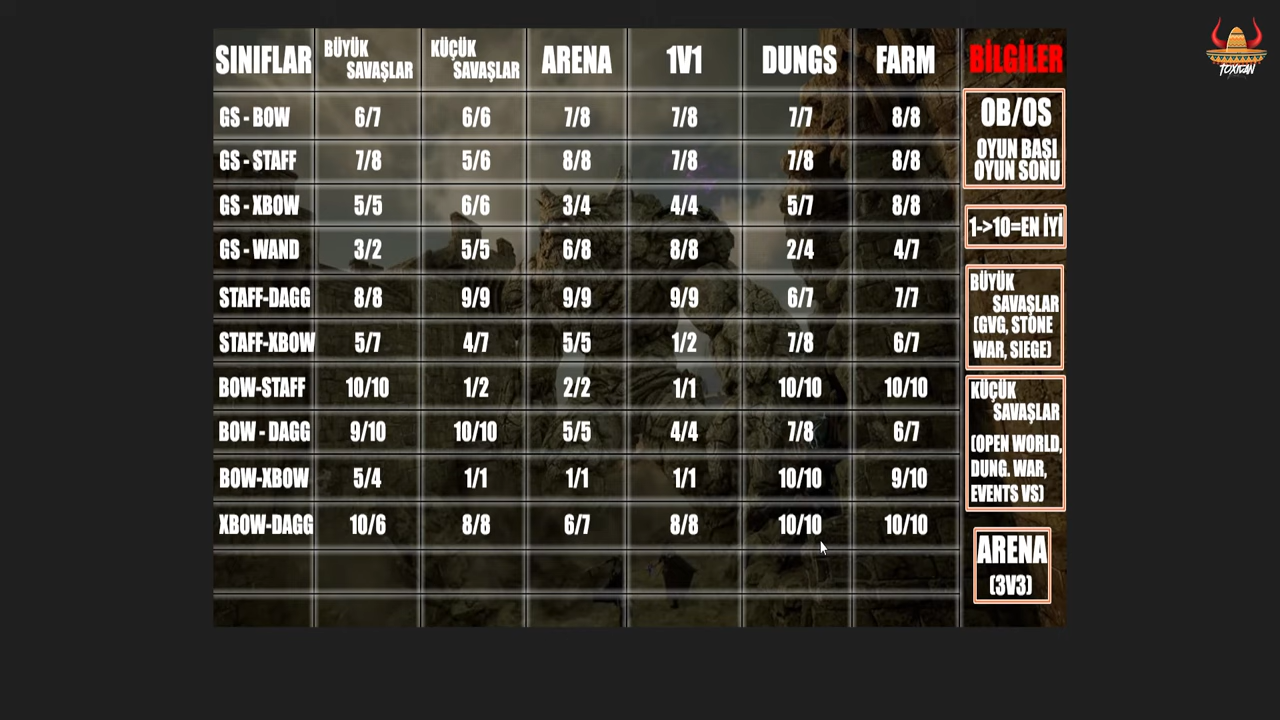 SINIFLAR BÜYÜK SAVAŞLAR KÜÇÜK SAVAŞLAR ARENA 1V1 DUNGS FARM BİLGİLER
GS - BOW 6/7 6/6 7/8 7/8 7/7 8/8
GS - STAFF 7/8 5/6 8/8 7/8 7/8 8/8
GS - XBOW 5/5 6/6 3/4 4/4 5/7 8/8
GS - WAND 3/2 5/5 6/8 8/8 2/4 4/7
STAFF-DAGG 8/8 9/9 9/9 9/9 6/7 7/7
STAFF-XBOW 5/7 4/7 5/5 1/2 7/8 6/7
BOW-STAFF 10/10 1/2 2/2 1/1 10/10 10/10
BOW - DAGG 9/10 10/10 5/5 4/4 7/8 6/7
BOW-XBOW 5/4 1/1 1/1 1/1 10/10 9/10
XBOW-DAGG 10/6 8/8 6/7 8/8 10/10 10/10
OB/OS
OYUN BAŞI
OYUN SONU
1->10=EN İYİ
BÜYÜK
SAVAŞLAR
(GVG, STONE
WAR, SIEGE)
KÜÇÜK
SAVAŞLAR
(OPEN WORLD,
DUNG. WAR,
EVENTS VS)
ARENA
(3V3)
TOXICAN